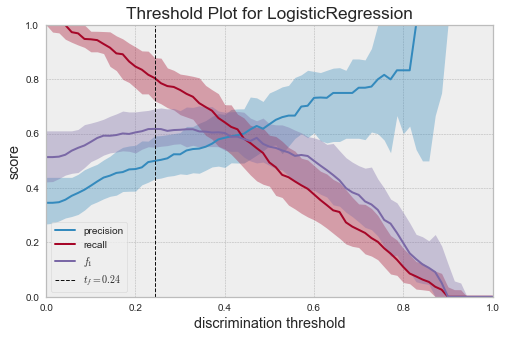 Threshold Plot for LogisticRegression
1.0
0.8
0.6
0.4
0.2
0.0
score
precision
recall
f₁
t_f = 0.24
0.0 0.2 0.4 0.6 0.8 1.0
discrimination threshold